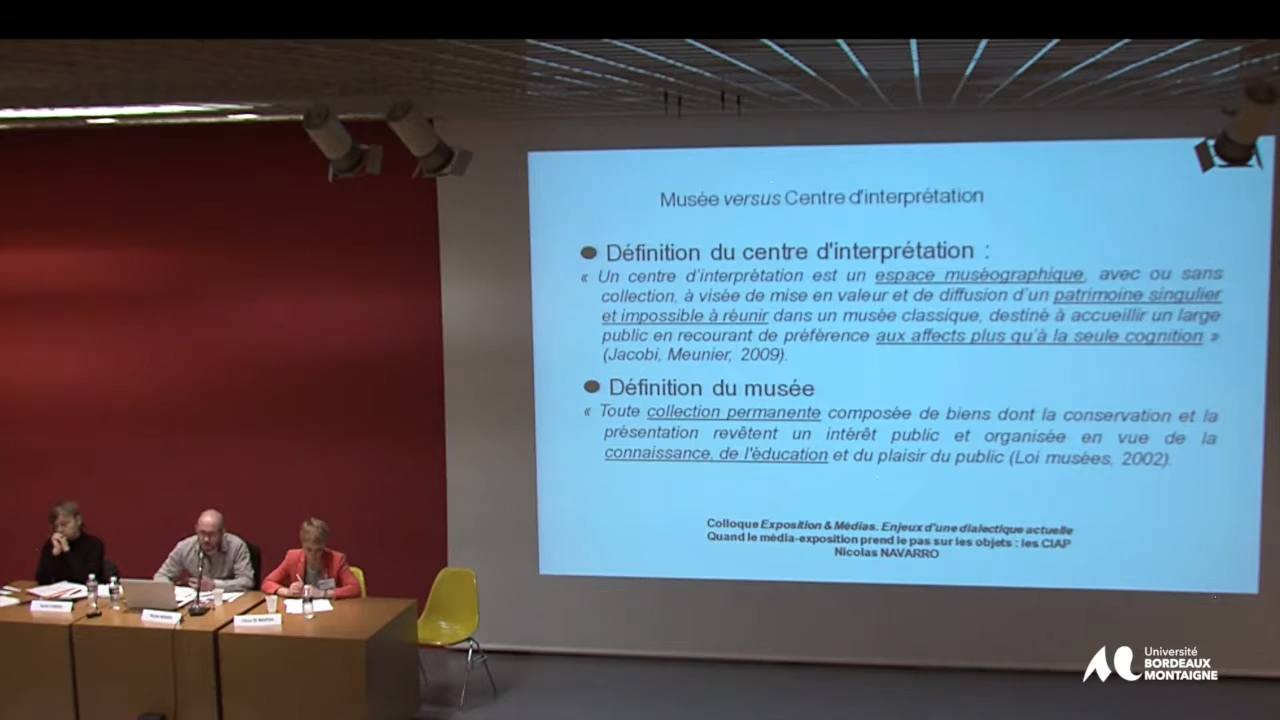 Musée versus Centre d'interprétation
Définition du centre d'interprétation :
« Un centre d'interprétation est un espace muséographique, avec ou sans
collection, à visée de mise en valeur et de diffusion d'un patrimoine singulier
et impossible à réunir dans un musée classique, destiné à accueillir un large
public en recourant de préférence aux affects plus qu'à la seule cognition »
(Jacobi, Meunier, 2009).
Définition du musée
« Toute collection permanente composée de biens dont la conservation et la
présentation revêtent un intérêt public et organisée en vue de la
connaissance, de l'éducation et du plaisir du public (Loi musées, 2002).
Colloque Exposition & Médias. Enjeux d'une dialectique actuelle
Quand le média-exposition prend le pas sur les objets : les CIAP
Nicolas NAVARRO
Université
BORDEAUX
MONTAIGNE